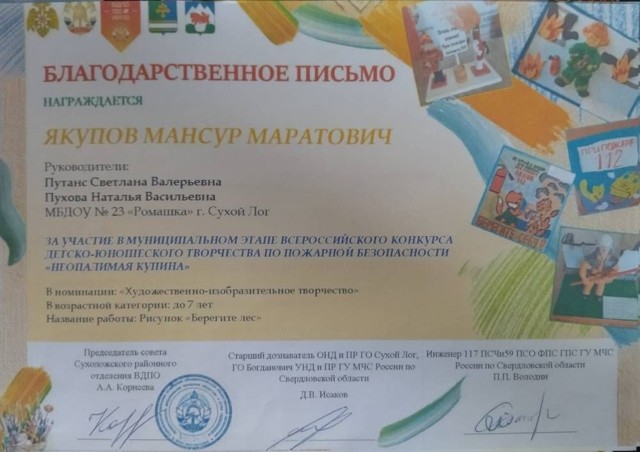 БЛАГОДАРСТВЕННОЕ ПИСЬМО
НАГРАЖДАЕТСЯ
ЯКУПОВ МАНСУР МАРАТОВИЧ
Руководители:
Путанс Светлана Валерьевна
Пухова Наталья Васильевна
МБДОУ № 23 «Ромашка» г. Сухой Лог
ЗА УЧАСТИЕ В МУНИЦИПАЛЬНОМ ЭТАПЕ ВСЕРОССИЙСКОГО КОНКУРСА
ДЕТСКО-ЮНОШЕСКОГО ТВОРЧЕСТВА ПО ПОЖАРНОЙ БЕЗОПАСНОСТИ
«НЕОПАЛИМАЯ КУПИНА»
В номинации: «Художественно-изобразительное творчество»
В возрастной категории: до 7 лет
Название работы: Рисунок «Берегите лес»
Председатель совета
Сухоложского районного
отделения ВДПО
А.А. Корнеева
Старший дознаватель ОНД и ПР ГО Сухой Лог,
ГО Богданович УНД и ПР ГУ МЧС России по
Свердловской области
Д.В. Исаков
Инженер 117 ПСЧи59 ПСО ФПС ГПС ГУ МЧС
России по Свердловской области
П.П. Володин
ПРИ ПОЖАРЕ
112